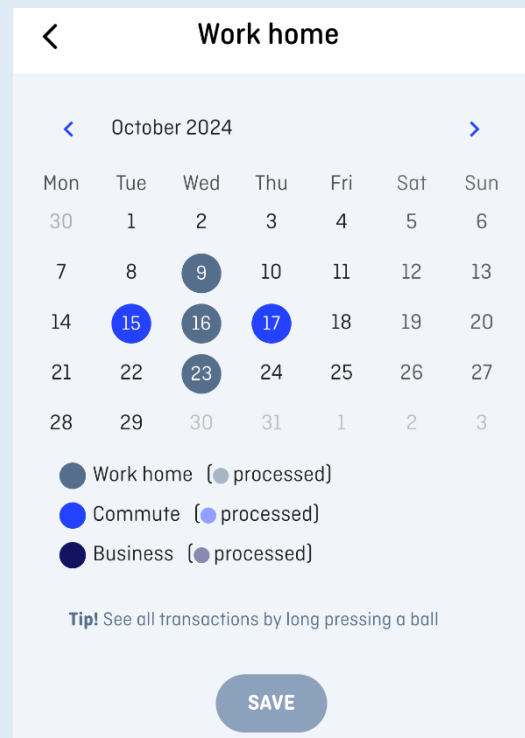 Work home
October 2024
Mon Tue Wed Thu Fri Sat Sun
30 1 2 3 4 5 6
7 8 9 10 11 12 13
14 15 16 17 18 19 20
21 22 23 24 25 26 27
28 29 30 31 1 2 3
Work home (processed)
Commute (processed)
Business (processed)
Tip! See all transactions by long pressing a ball
SAVE